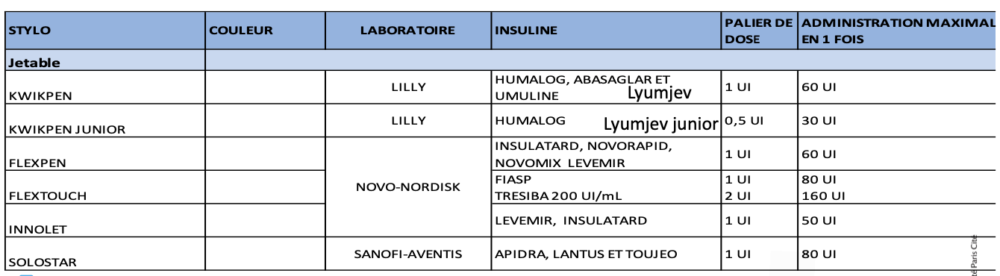 STYLO COULEUR LABORATOIRE INSULINE PALIER DE DOSE ADMINISTRATION MAXIMAL EN 1 FOIS
Jetable
KWIKPEN LILLY HUMALOG, ABASAGLAR ET UMULINE Lyumjev 1 UI 60 UI
KWIKPEN JUNIOR LILLY HUMALOG Lyumjev junior 0,5 UI 30 UI
FLEXPEN NOVO-NORDISK INSULATARD, NOVORAPID, NOVOMIX LEVEMIR 1 UI 60 UI
FLEXTOUCH FIASP 1 UI 80 UI
TRESIBA 200 UI/mL 2 UI 160 UI
INNOLET LEVEMIR, INSULATARD 1 UI 50 UI
SOLOSTAR SANOFI-AVENTIS APIDRA, LANTUS ET TOUJEO 1 UI 80 UI
té Paris Cité